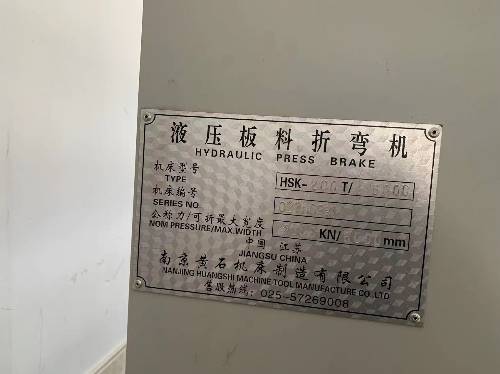 液压板料折弯机
HYDRAULIC PRESS BRAKE
机床型号
TYPE
HSK- T/
机床编号
SERIES NO
公称力/可折最大宽度
NOM PRESSURE/MAX.WIDTH
KN/ mm
中国 江苏
JIANGSU CHINA
南京黄石机床制造有限公司
NANJING HUANGSHI MACHINE TOOL MANUFACTURE CO.,LTD
售服热线: 025-57269008